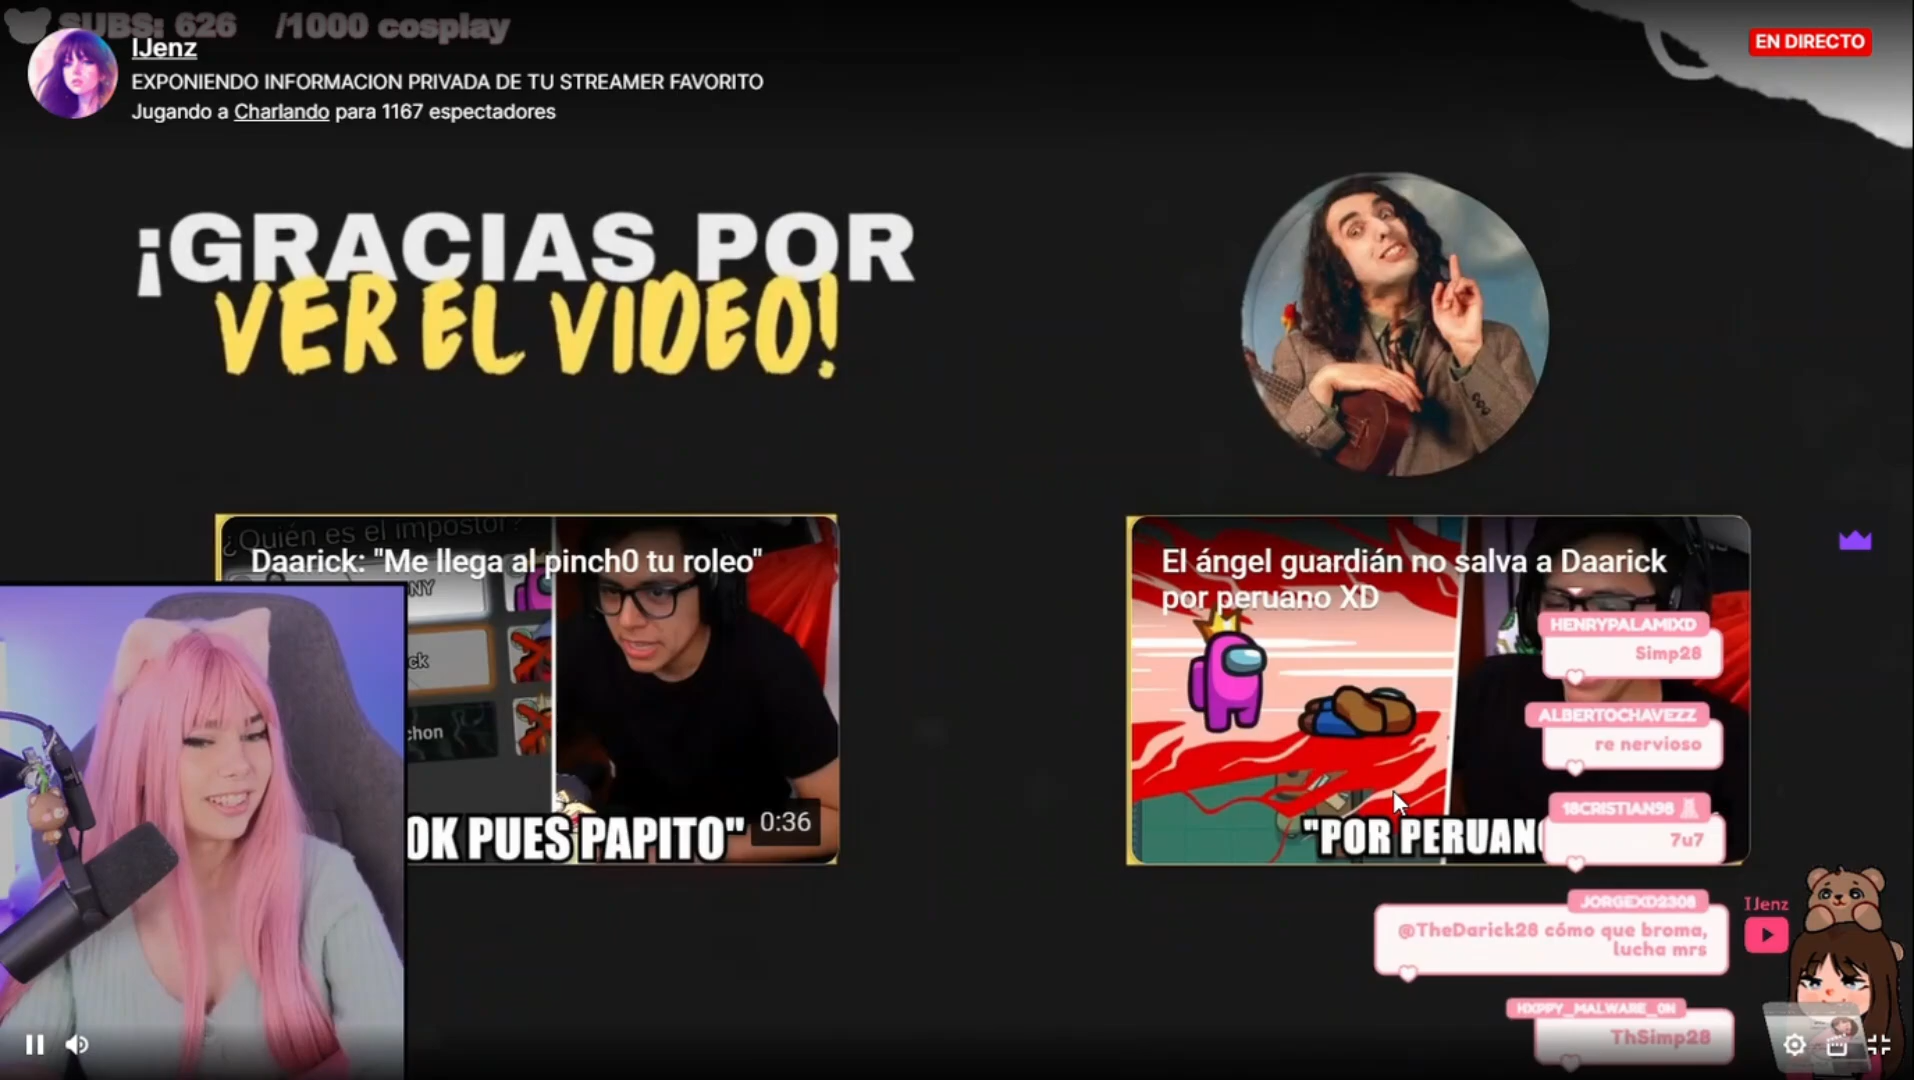 SUBS: 626 /1000 cosplay
IJenz
EN DIRECTO
EXPONIENDO INFORMACION PRIVADA DE TU STREAMER FAVORITO
Jugando a Charlando para 1167 espectadores
¡GRACIAS POR
VER EL VIDEO!
¿Quién es el impostor?
Daarick: "Me llega al pinch0 tu roleo"
NY
ck
chon
OK PUES PAPITO"
0:36
El ángel guardián no salva a Daarick
por peruano XD
"POR PERUANO
HENRYPALAMIXD
Simp28
ALBERTOCHAVEZZ
re nervioso
18CRISTIAN98
7u7
JORGEXD2308
@TheDarick28 cómo que broma,
lucha mrs
IJenz
HXPPY_MALWARE_ON
ThSimp28